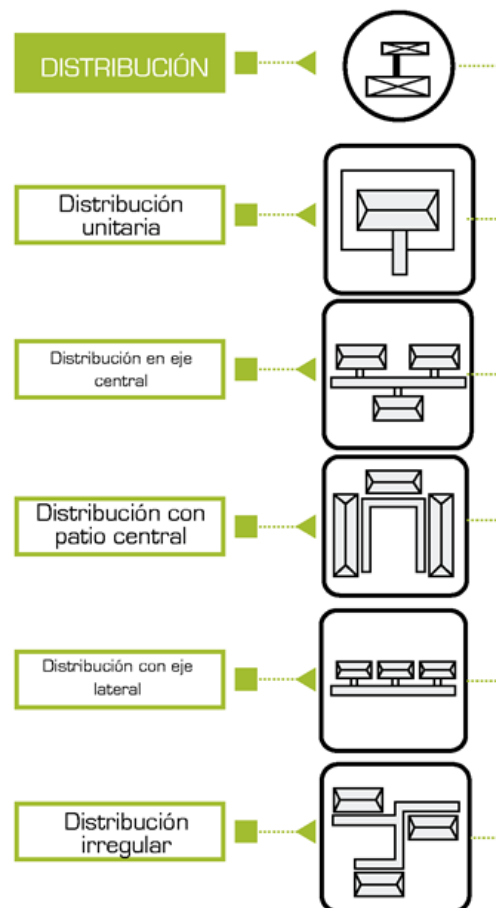 DISTRIBUCIÓN
Distribución
unitaria
Distribución en eje
central
Distribución con
patio central
Distribución con eje
lateral
Distribución
irregular